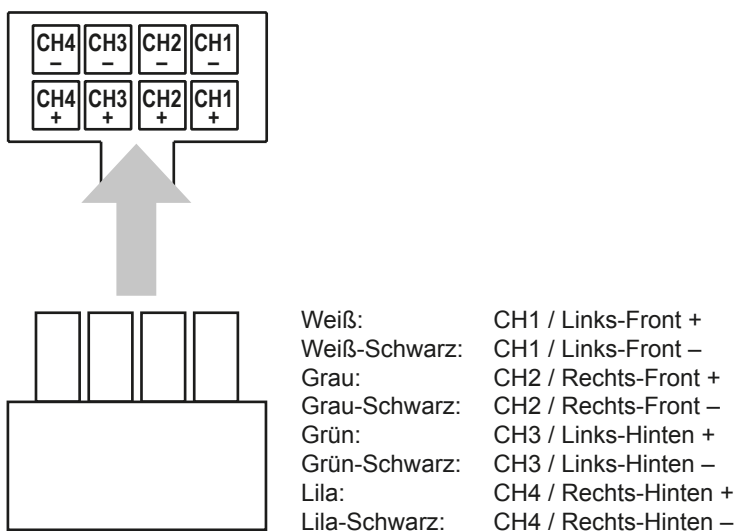 CH4 CH3 CH2 CH1
– – – –
CH4 CH3 CH2 CH1
+ + + +
Weiß: CH1 / Links-Front +
Weiß-Schwarz: CH1 / Links-Front –
Grau: CH2 / Rechts-Front +
Grau-Schwarz: CH2 / Rechts-Front –
Grün: CH3 / Links-Hinten +
Grün-Schwarz: CH3 / Links-Hinten –
Lila: CH4 / Rechts-Hinten +
Lila-Schwarz: CH4 / Rechts-Hinten –